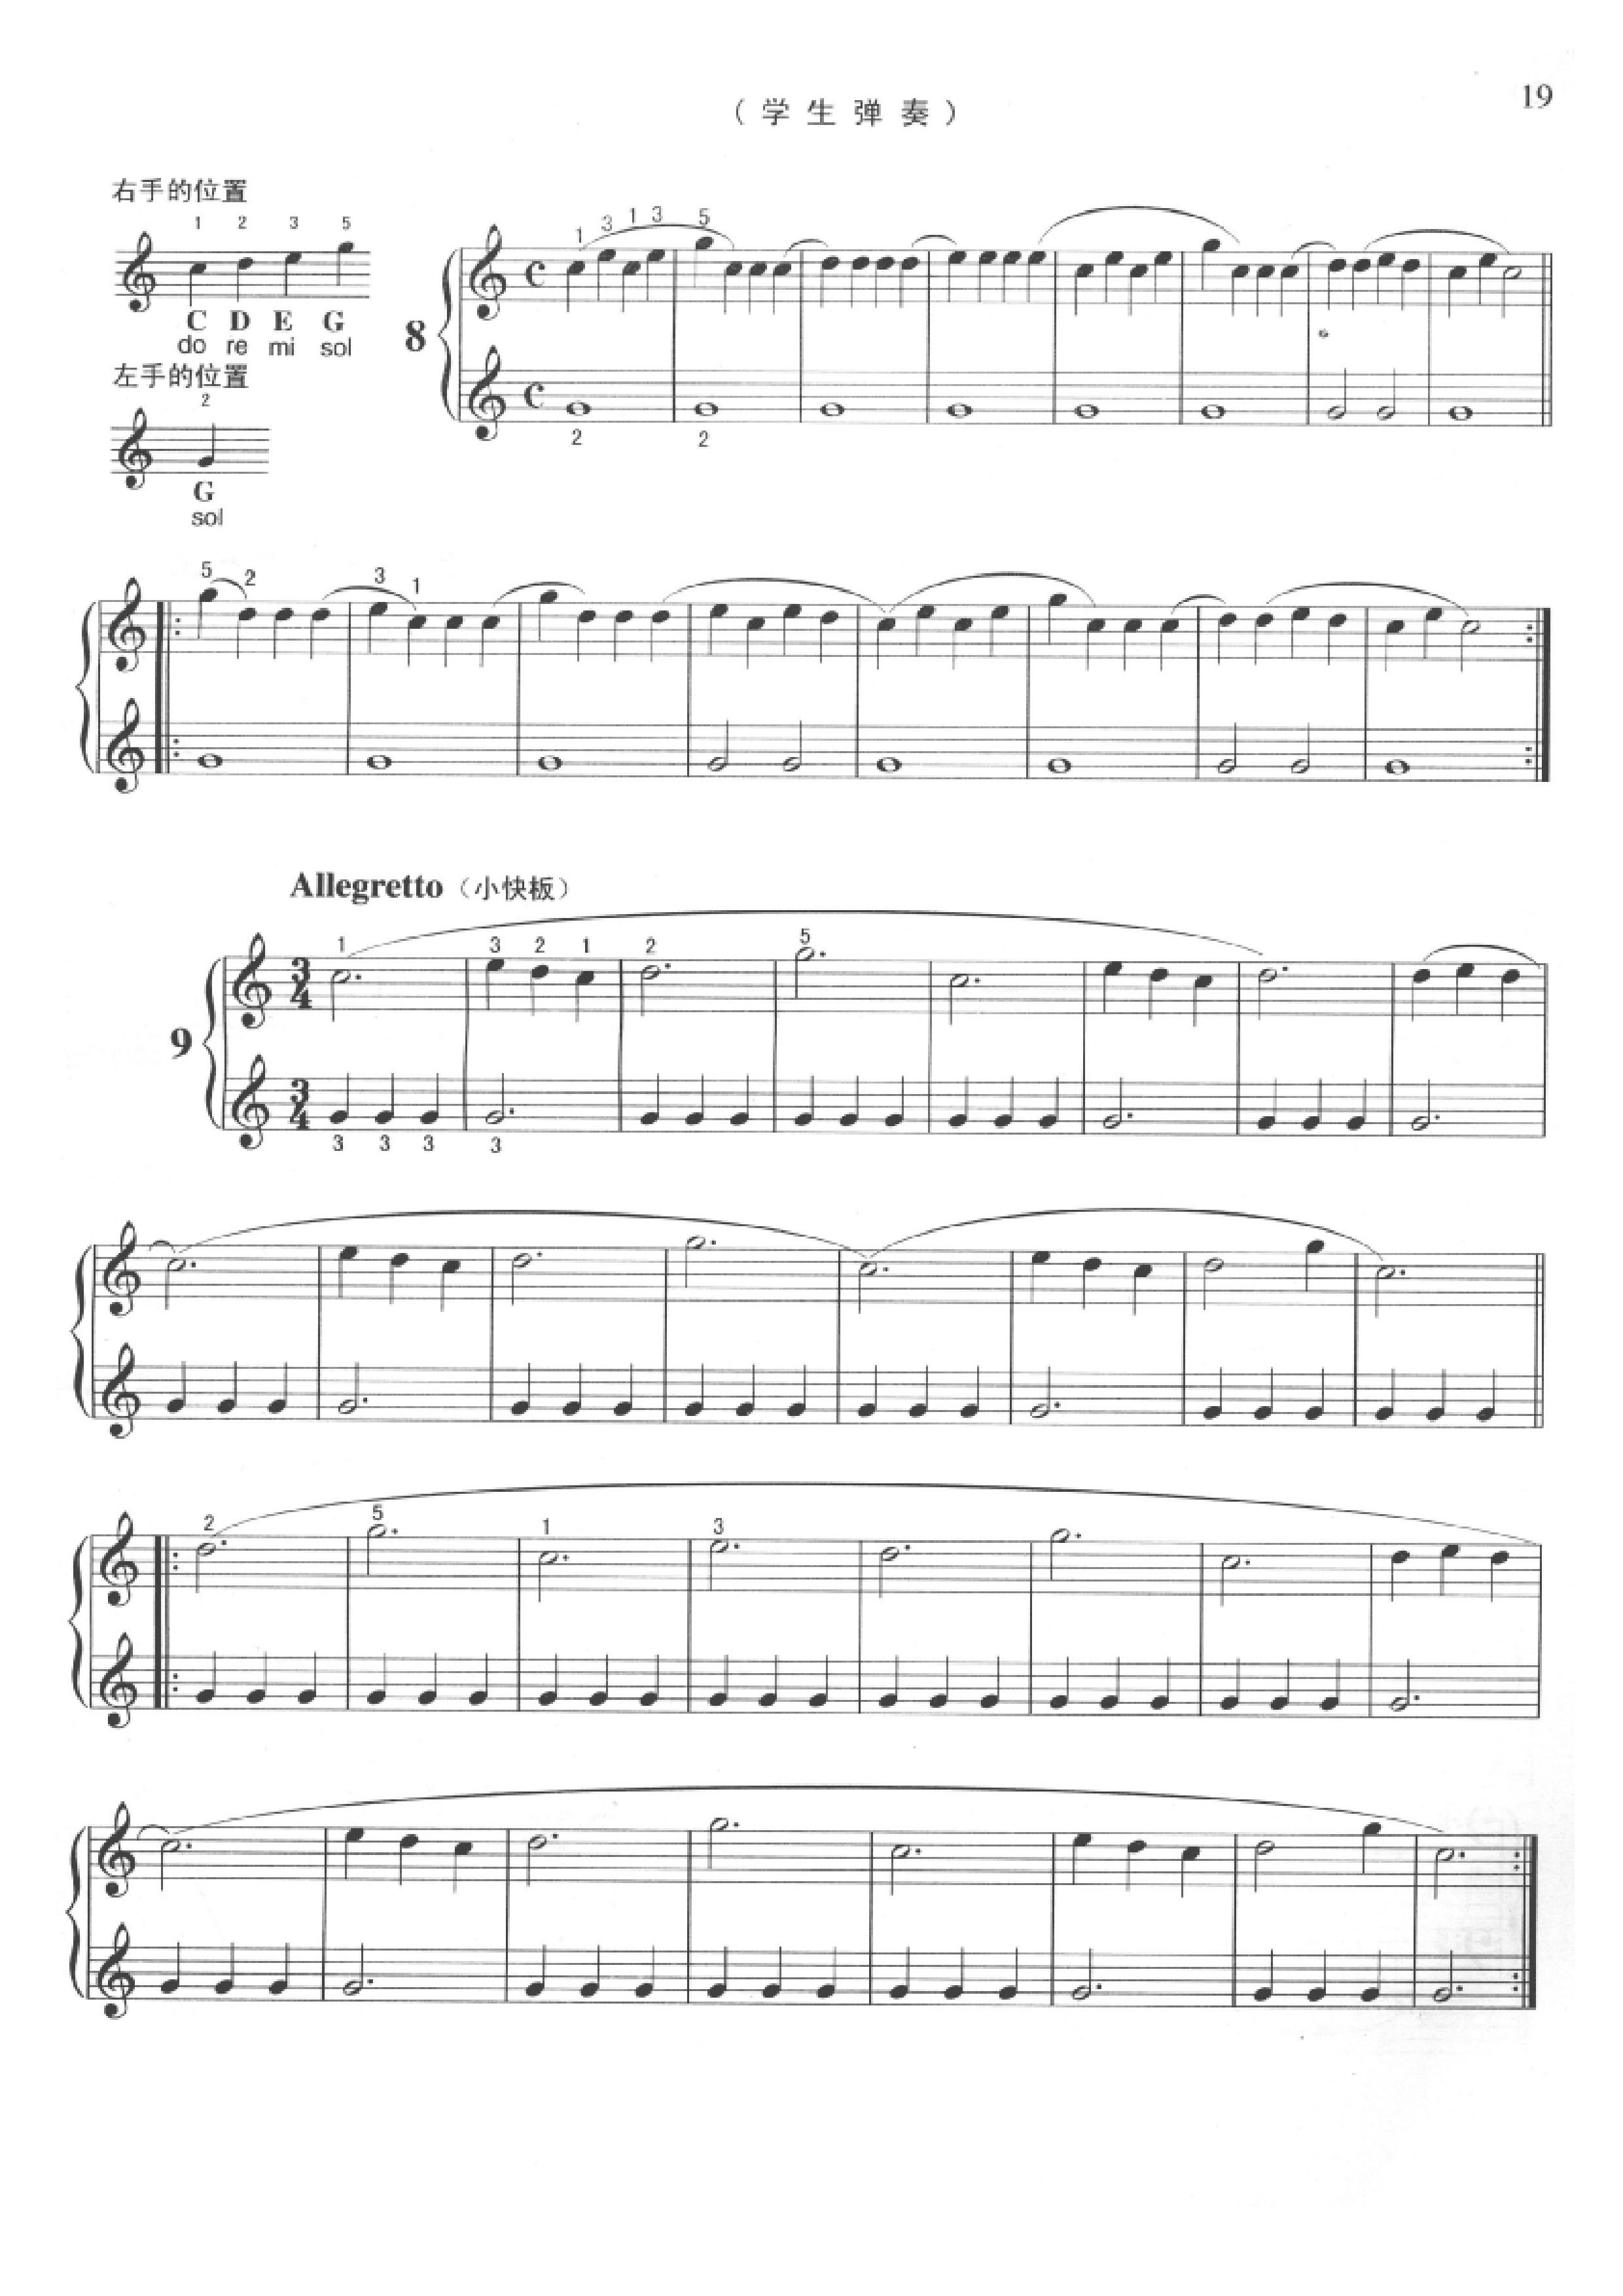 19
（学生弹奏）
右手的位置
1 2 3 5
C D E G
do re mi sol
左手的位置
2
G
sol
8
1 3 1 3 5
2 2
5 2 3 1
Allegretto（小快板）
9
1 3 2 1 2 5
3 3 3 3
2 5 1 3